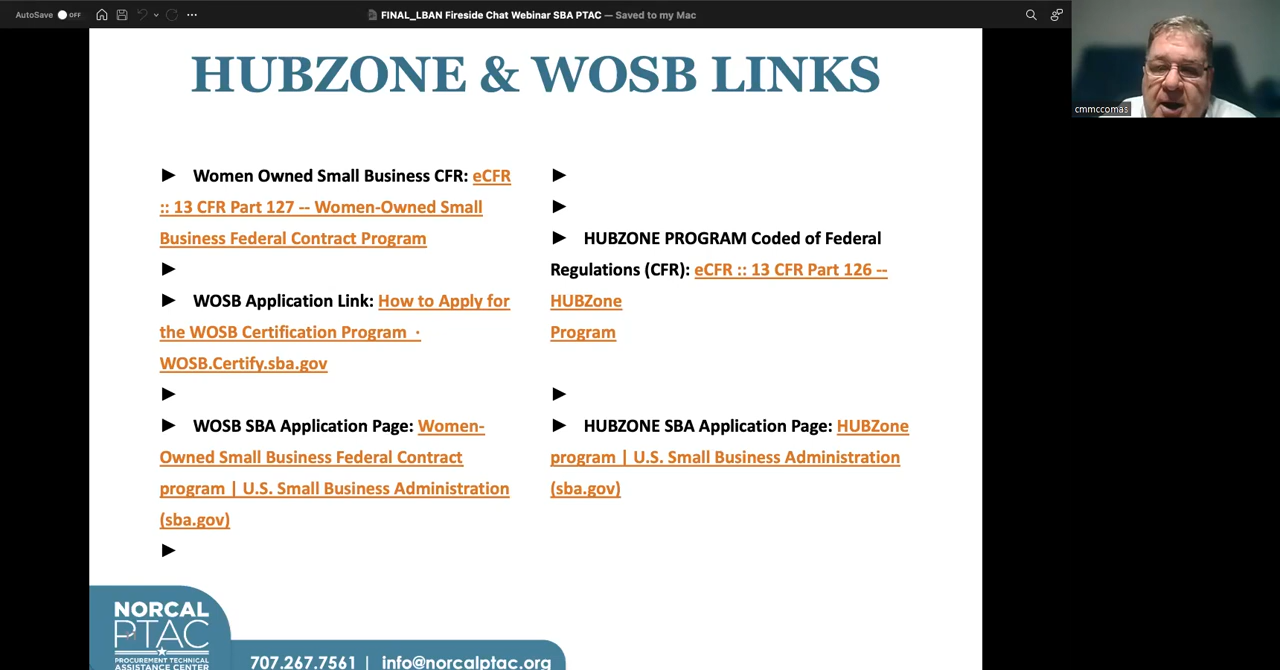 AutoSave OFF
FINAL_LBAN Fireside Chat Webinar SBA PTAC — Saved to my Mac
cmmccomas
HUBZONE & WOSB LINKS
Women Owned Small Business CFR: eCFR
:: 13 CFR Part 127 -- Women-Owned Small
Business Federal Contract Program
WOSB Application Link: How to Apply for
the WOSB Certification Program ·
WOSB.Certify.sba.gov
WOSB SBA Application Page: Women-
Owned Small Business Federal Contract
program | U.S. Small Business Administration
(sba.gov)
HUBZONE PROGRAM Coded of Federal
Regulations (CFR): eCFR :: 13 CFR Part 126 --
HUBZone
Program
HUBZONE SBA Application Page: HUBZone
program | U.S. Small Business Administration
(sba.gov)
NORCAL
PTAC
PROCUREMENT TECHNICAL
ASSISTANCE CENTER
707.267.7561 | info@norcalptac.org